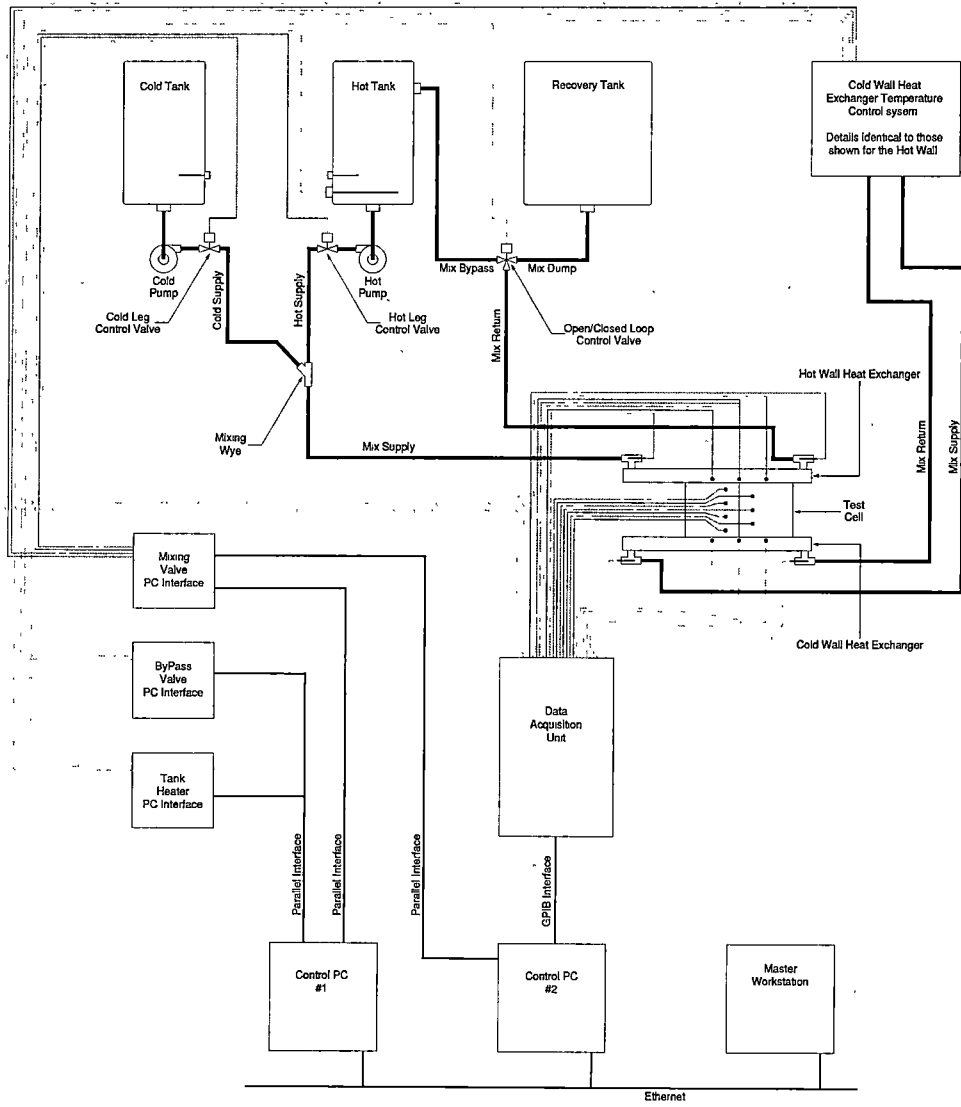 Cold Tank
Hot Tank
Recovery Tank
Cold Wall Heat
Exchanger Temperature
Control sysem
Details identical to those
shown for the Hot Wall
Cold
Pump
Hot
Pump
Mix Bypass
Mix Dump
Cold Leg
Control Valve
Cold Supply
Hot Supply
Hot Leg
Control Valve
Mix Return
Open/Closed Loop
Control Valve
Hot Wall Heat Exchanger
Mixing
Wye
Mix Supply
Mix Return
Mix Supply
Test
Cell
Mixing
Valve
PC Interface
Cold Wall Heat Exchanger
ByPass
Valve
PC Interface
Data
Acquisition
Unit
Tank
Heater
PC Interface
Parallel Interface
Parallel Interface
Parallel Interface
GPIB Interface
Control PC
#1
Control PC
#2
Master
Workstation
Ethernet